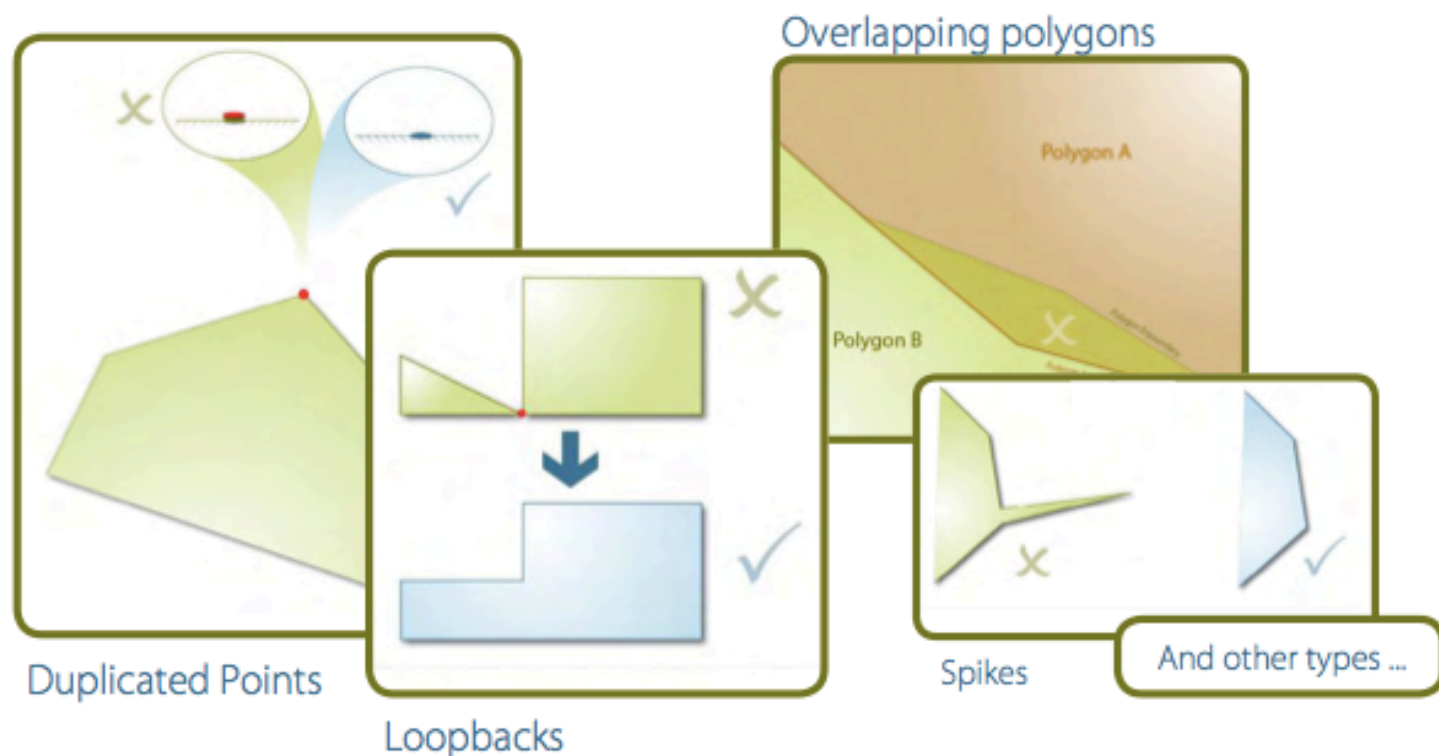 Overlapping polygons
Polygon A
Polygon B
Duplicated Points
Loopbacks
Spikes
And other types ...